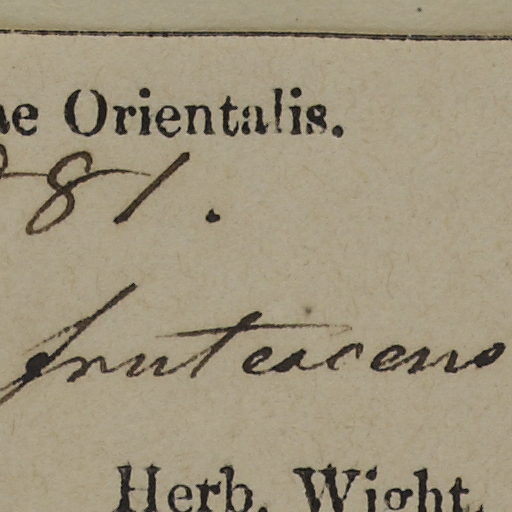 ae Orientalis.
81.
frutescens
Herb. Wight.